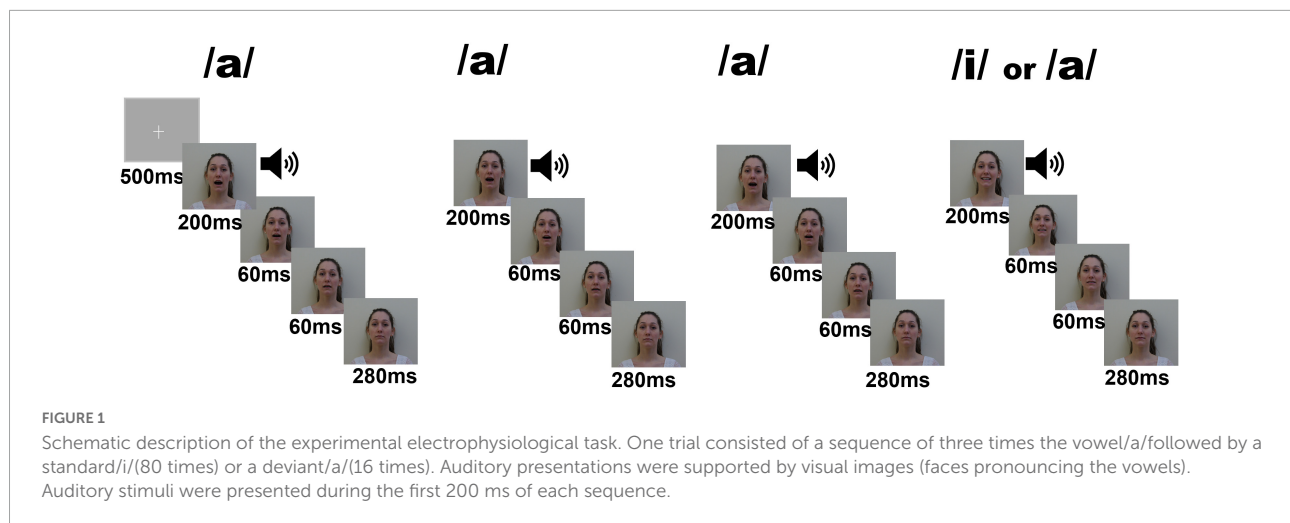 /a/ /a/ /a/ /i/ or /a/
500ms
200ms 200ms 200ms 200ms
60ms 60ms 60ms 60ms
60ms 60ms 60ms 60ms
280ms 280ms 280ms 280ms
FIGURE 1
Schematic description of the experimental electrophysiological task. One trial consisted of a sequence of three times the vowel/a/followed by a
standard/i/(80 times) or a deviant/a/(16 times). Auditory presentations were supported by visual images (faces pronouncing the vowels).
Auditory stimuli were presented during the first 200 ms of each sequence.